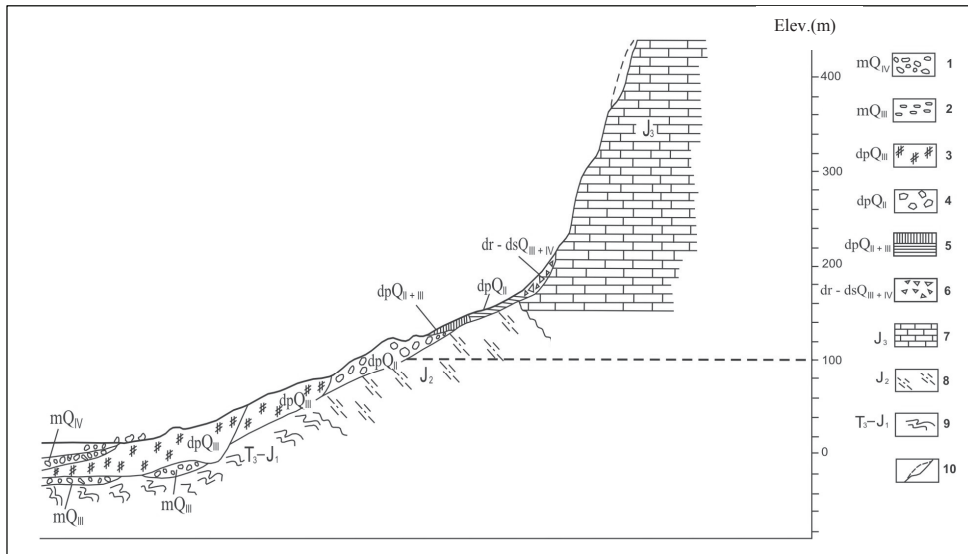 Elev.(m)
400
300
200
100
0
mQIV 1
mQIII 2
dpQIII 3
dpQII 4
dpQII + III 5
dr - dsQIII + IV 6
J3 7
J2 8
T3–J1 9
10
J3
dr - dsQIII + IV
dpQII
dpQII + III
dpQII
J2
dpQIII
dpQIII
mQIV
T3–J1
mQIII
mQIII